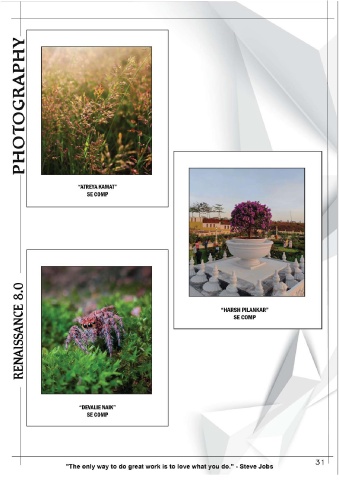 PHOTOGRAPHY
"ATREYA KAMAT"
SE COMP
"HARSH PILANKAR"
SE COMP
RENAISSANCE 8.0
"DEVALIE NAIK"
SE COMP
31
"The only way to do great work is to love what you do." - Steve Jobs